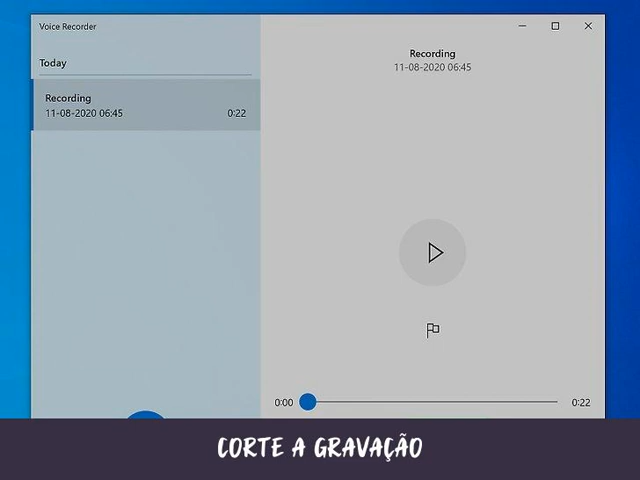 Voice Recorder
Today
Recording
11-08-2020 06:45
0:22
Recording
11-08-2020 06:45
0:00
0:22
CORTE A GRAVAÇÃO